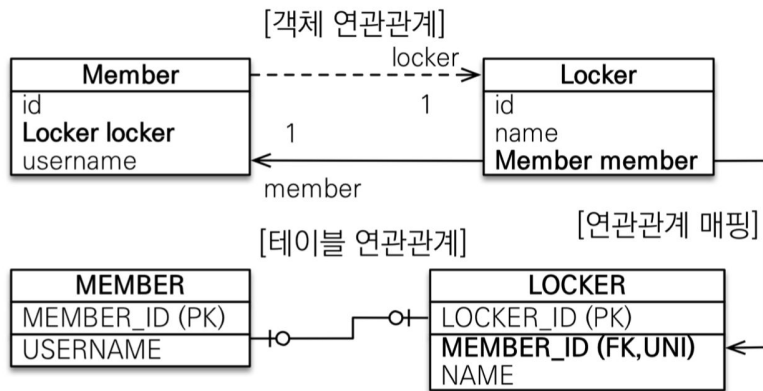 [객체 연관관계]
Member
id
Locker locker
username
locker
1
1
member
Locker
id
name
Member member
[테이블 연관관계]
[연관관계 매핑]
MEMBER
MEMBER_ID (PK)
USERNAME
LOCKER
LOCKER_ID (PK)
MEMBER_ID (FK,UNI)
NAME